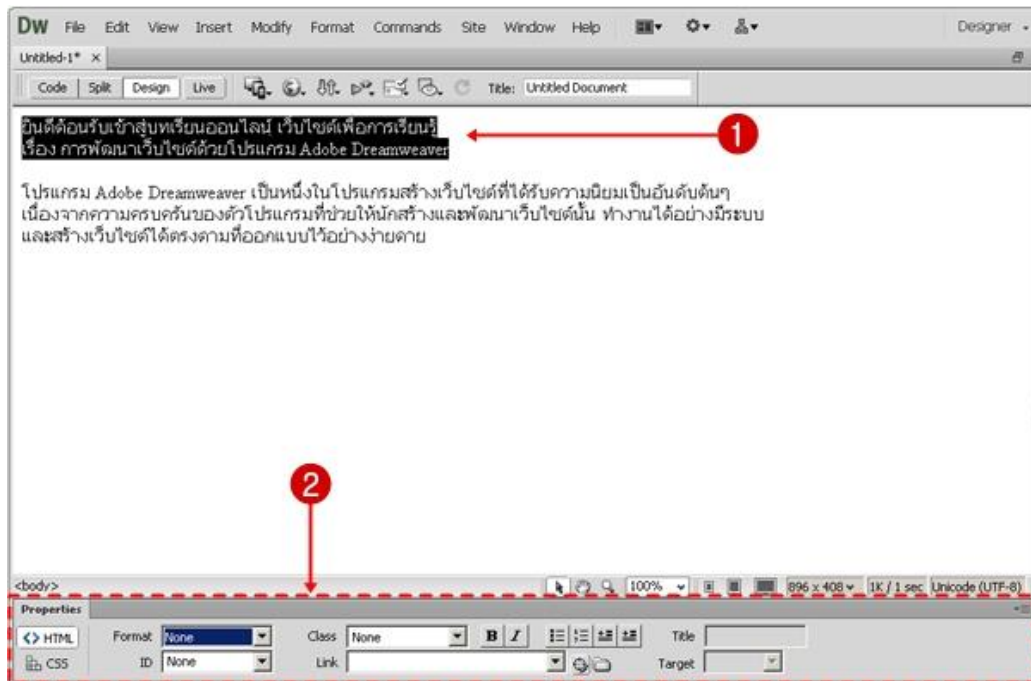 DW File Edit View Insert Modify Format Commands Site Window Help Designer
Untitled-1* ×
Code Split Design Live Title: Untitled Document
ยินดีต้อนรับเข้าสู่บทเรียนออนไลน์ เว็บไซต์เพื่อการเรียนรู้
เรื่อง การพัฒนาเว็บไซต์ด้วยโปรแกรม Adobe Dreamweaver
1
โปรแกรม Adobe Dreamweaver เป็นหนึ่งในโปรแกรมสร้างเว็บไซต์ที่ได้รับความนิยมเป็นอันดับต้นๆ
เนื่องจากความครบครันของตัวโปรแกรมที่ช่วยให้นักสร้างและพัฒนาเว็บไซต์นั้น ทำงานได้อย่างมีระบบ
และสร้างเว็บไซต์ได้ตรงตามที่ออกแบบไว้อย่างง่ายดาย
2
<body> 100% 896 x 408 1K / 1 sec Unicode (UTF-8)
Properties
<> HTML Format None Class None B I Title
CSS ID None Link Target